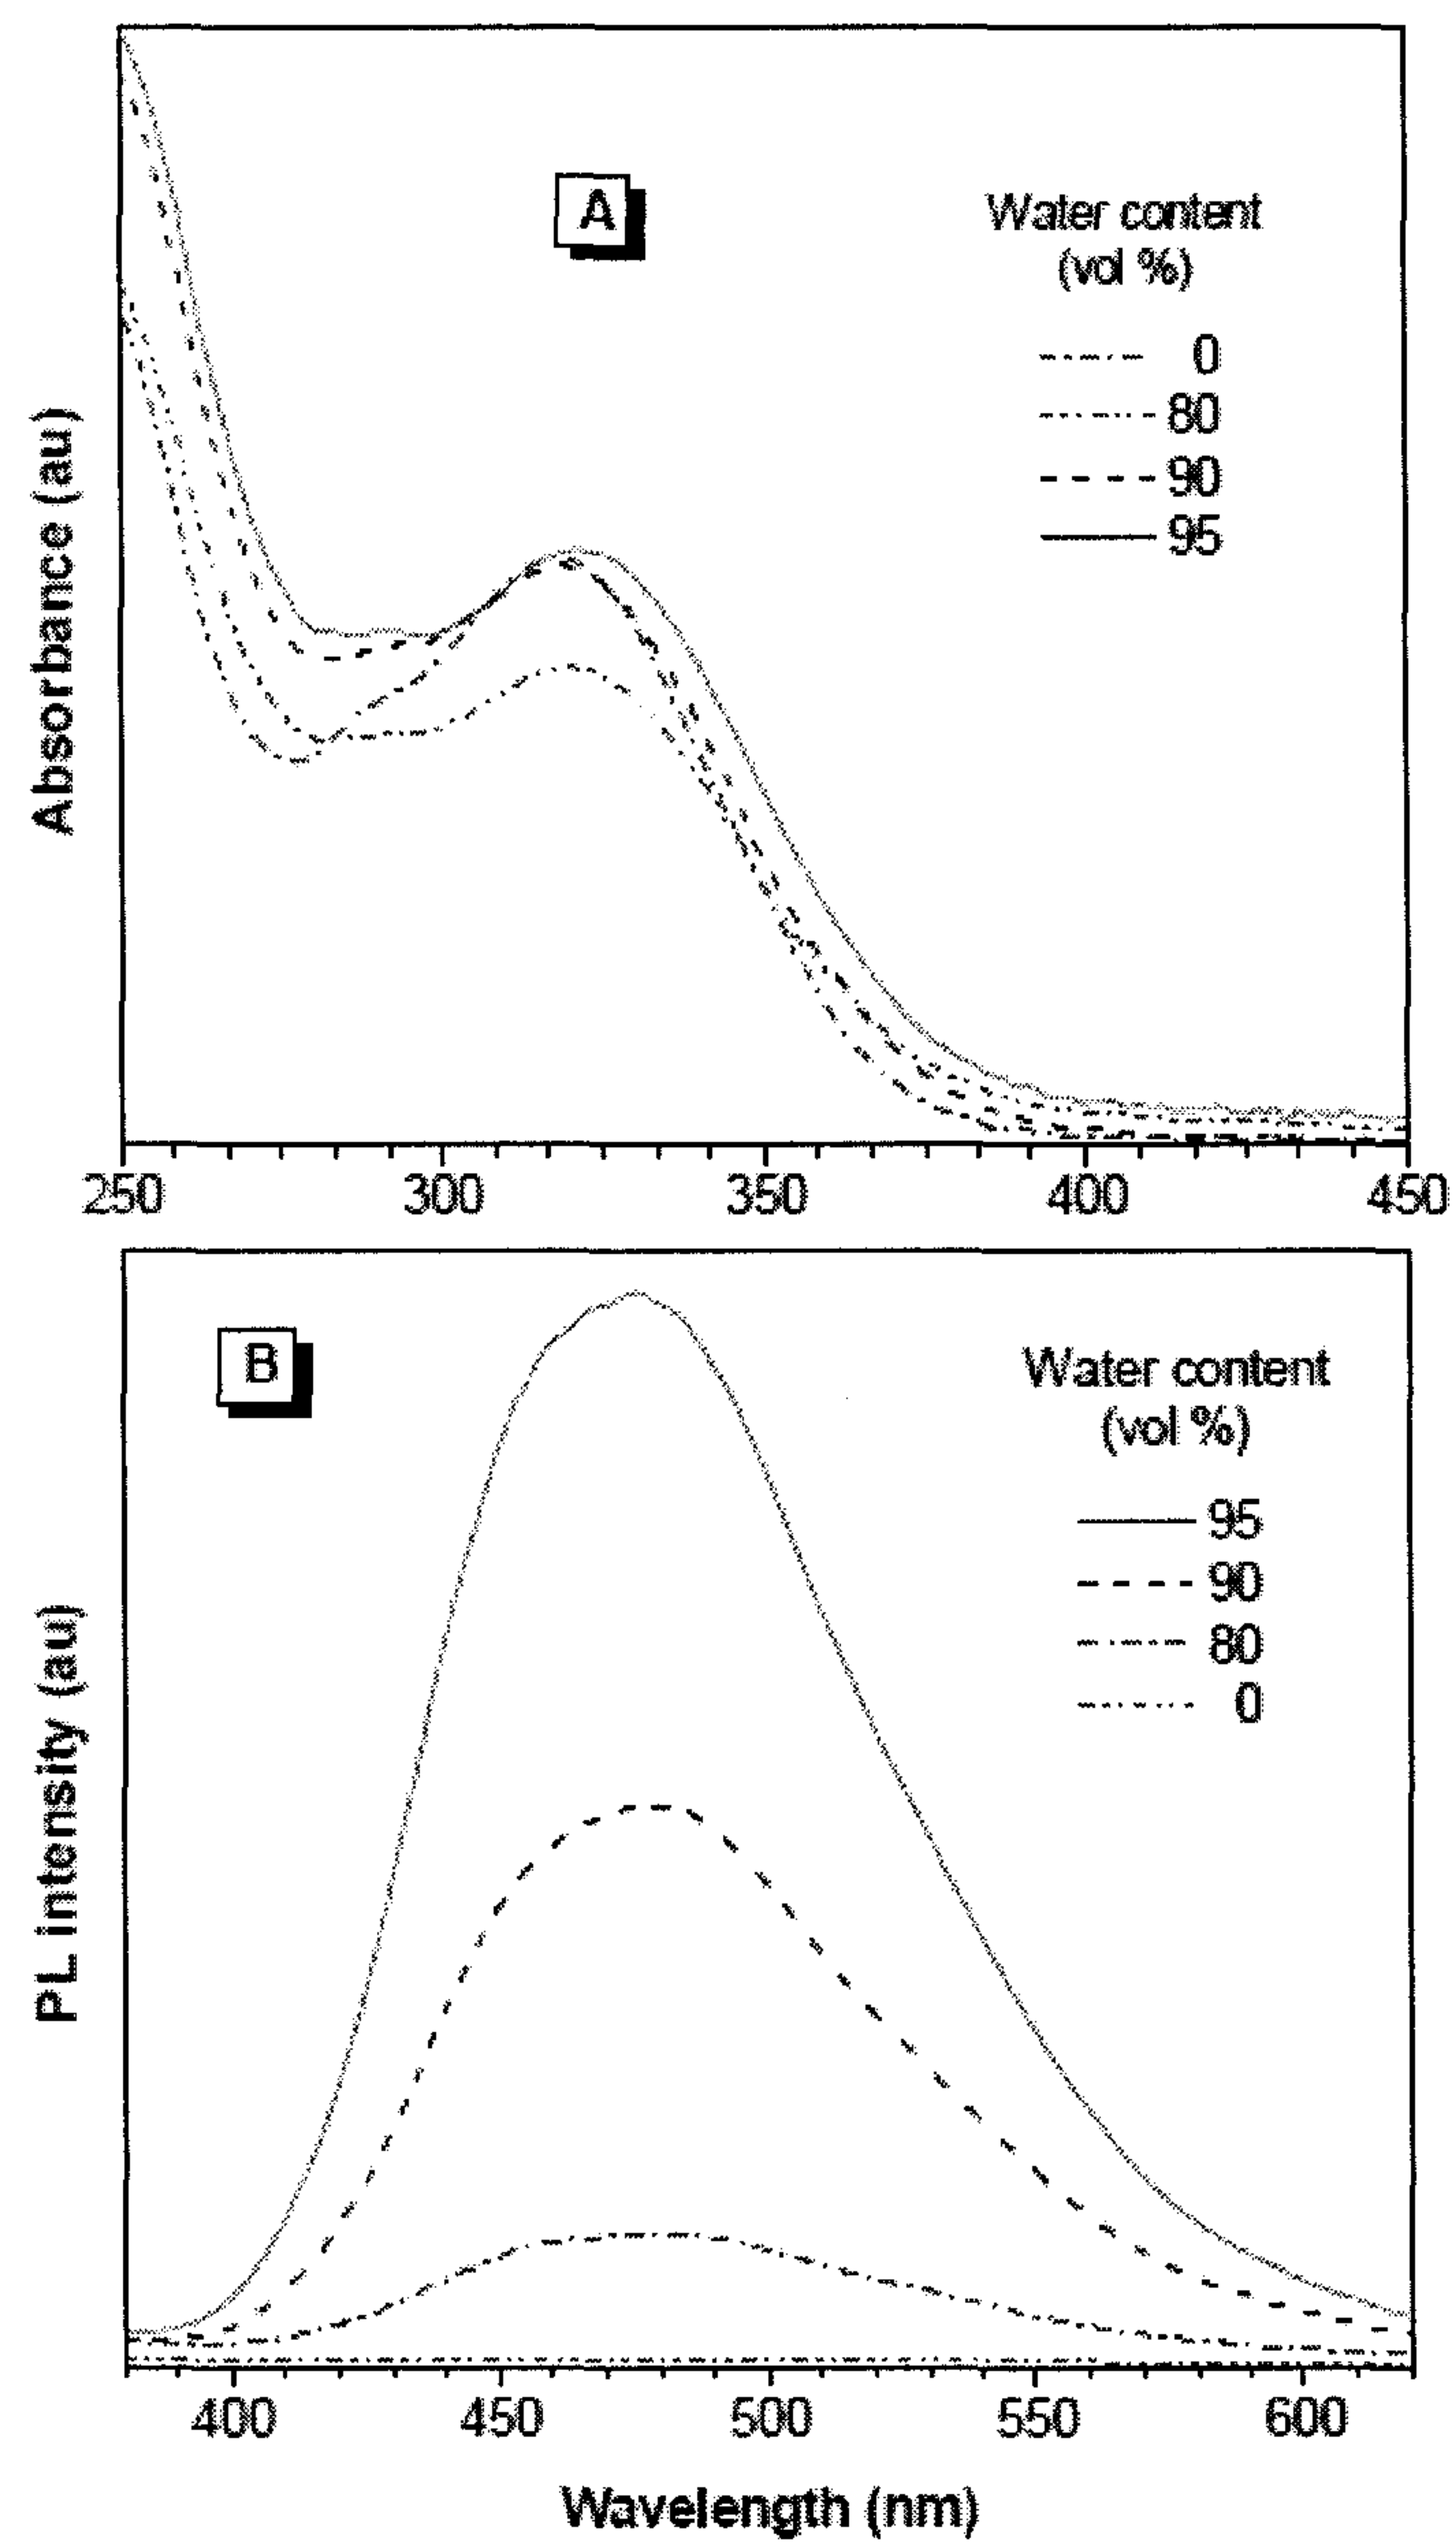 A
Water content
(vol %)
0
80
90
95
Absorbance (au)
250 300 350 400 450
B
Water content
(vol %)
95
90
80
0
PL intensity (au)
400 450 500 550 600
Wavelength (nm)